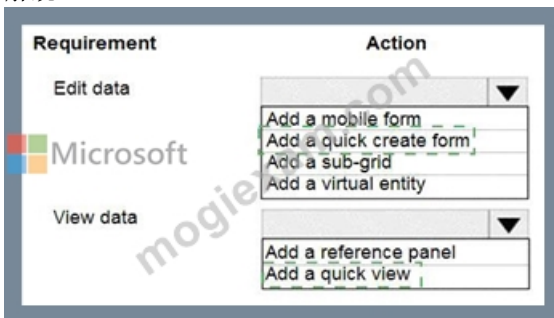 Requirement Action
Edit data
Add a mobile form
Add a quick create form
Add a sub-grid
Add a virtual entity
Microsoft
View data
Add a reference panel
Add a quick view
mogiexam.com